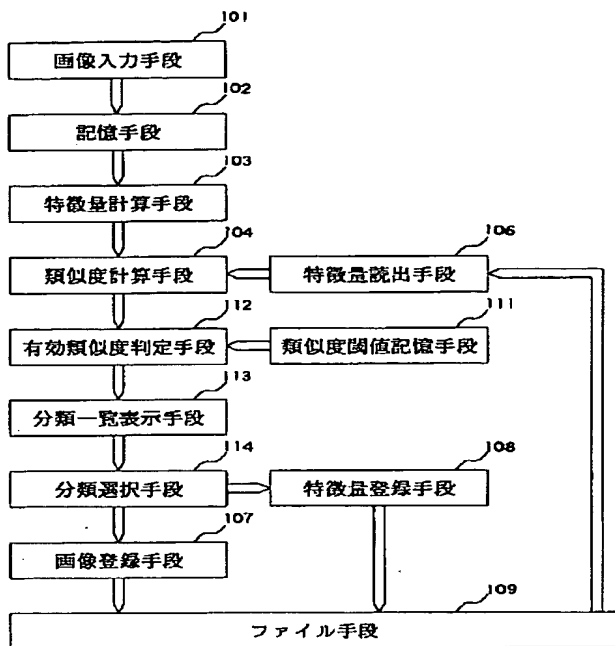 101
画像入力手段
102
記憶手段
103
特徴量計算手段
104
類似度計算手段
106
特徴量読出手段
112
有効類似度判定手段
111
類似度閾値記憶手段
113
分類一覧表示手段
114
分類選択手段
108
特徴量登録手段
107
画像登録手段
109
ファイル手段